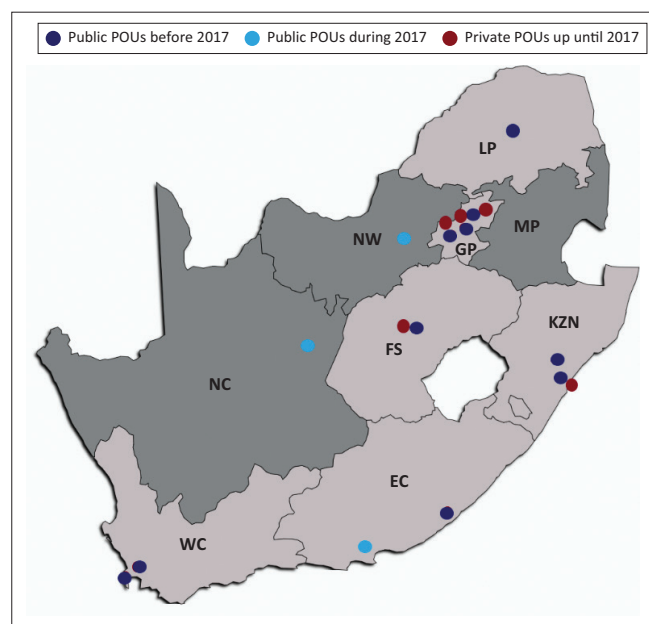 Public POUs before 2017 Public POUs during 2017 Private POUs up until 2017
LP
NW
MP
GP
KZN
FS
NC
EC
WC